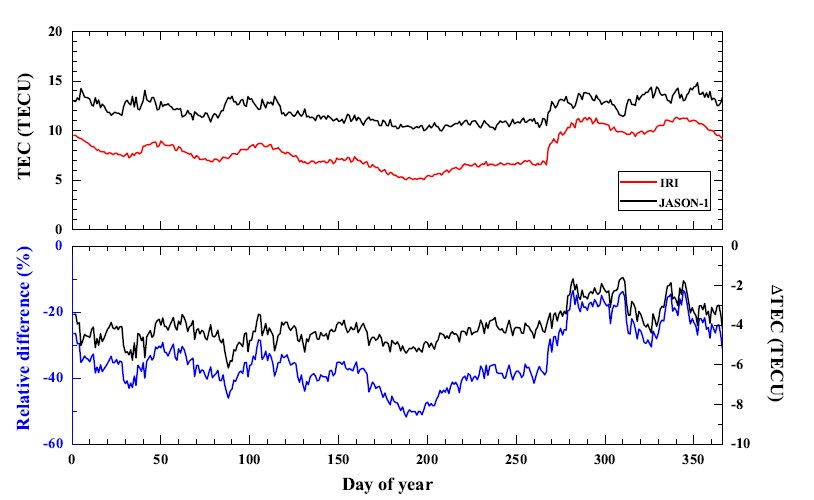 20
15
10
5
0
TEC (TECU)
IRI
JASON-1
0
-20
-40
-60
Relative difference (%)
0
-2
-4
-6
-8
-10
ΔTEC (TECU)
0 50 100 150 200 250 300 350
Day of year